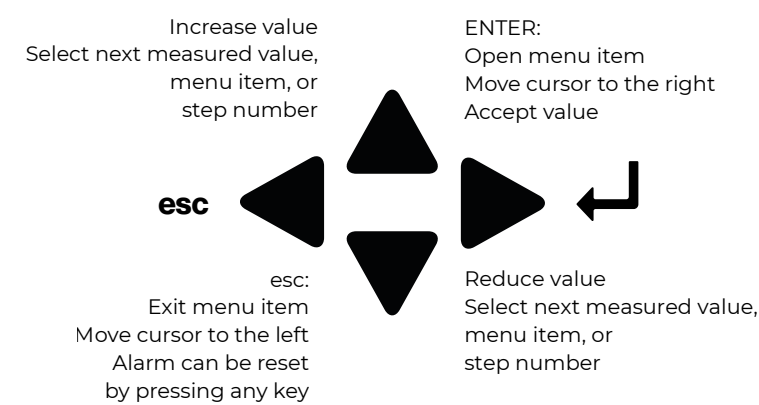 Increase value
Select next measured value,
menu item, or
step number
ENTER:
Open menu item
Move cursor to the right
Accept value
esc
esc:
Exit menu item
Move cursor to the left
Alarm can be reset
by pressing any key
Reduce value
Select next measured value,
menu item, or
step number